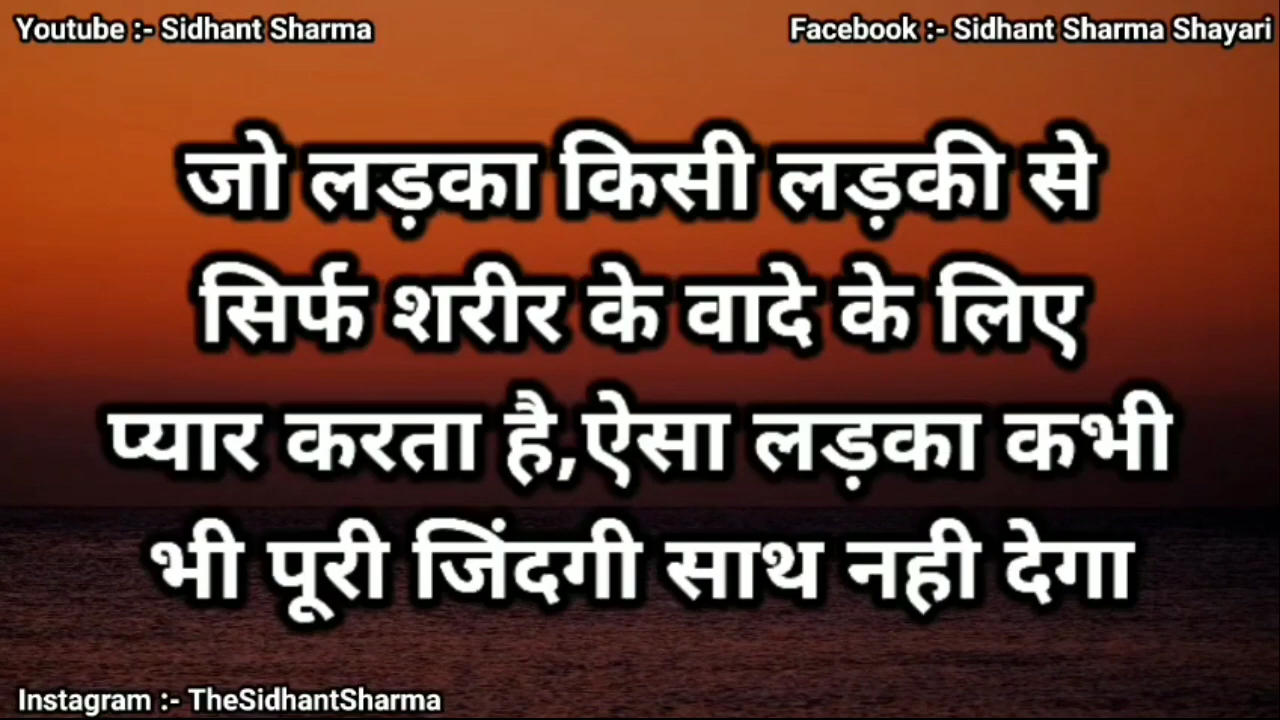 Youtube :- Sidhant Sharma
Facebook :- Sidhant Sharma Shayari
जो लड़का किसी लड़की से
सिर्फ शरीर के वादे के लिए
प्यार करता है,ऐसा लड़का कभी
भी पूरी जिंदगी साथ नही देगा
Instagram :- TheSidhantSharma